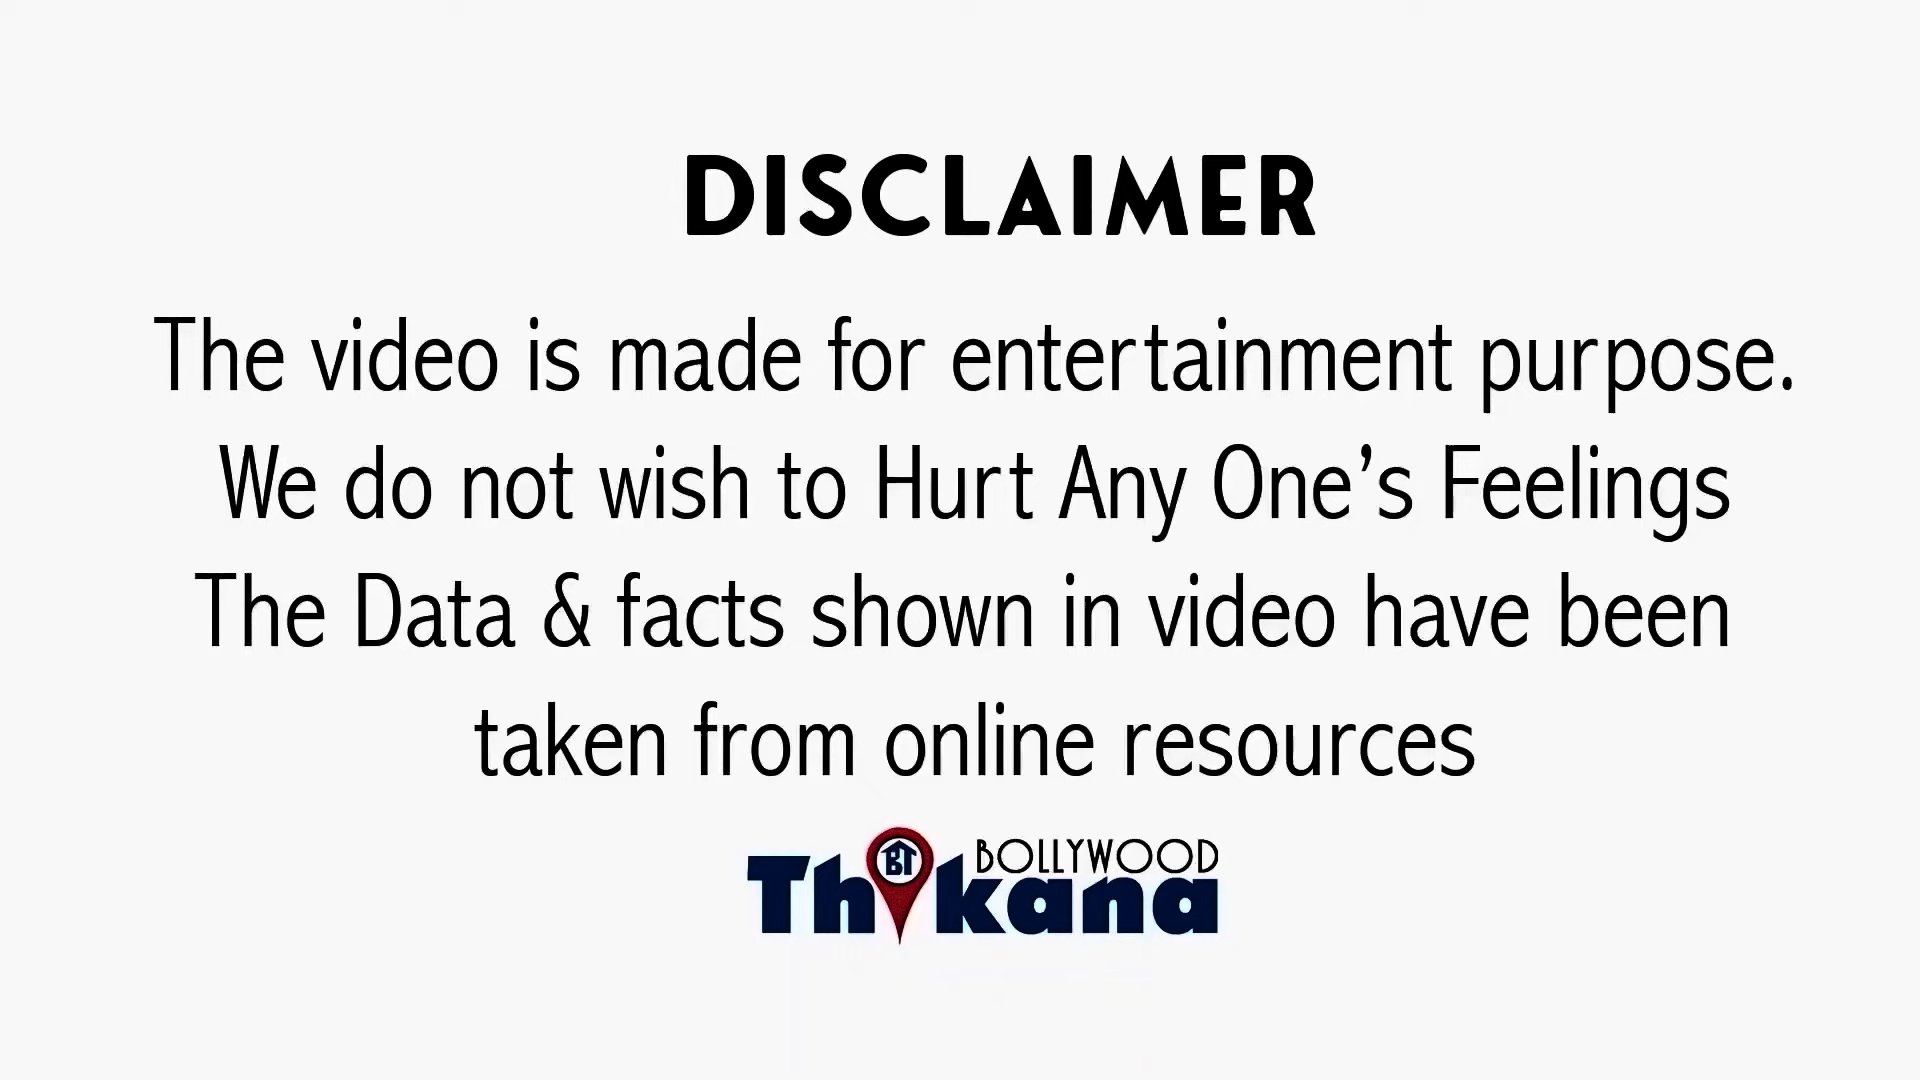 DISCLAIMER
The video is made for entertainment purpose.
We do not wish to Hurt Any One’s Feelings
The Data & facts shown in video have been
taken from online resources
BT
BOLLYWOOD
Thikana